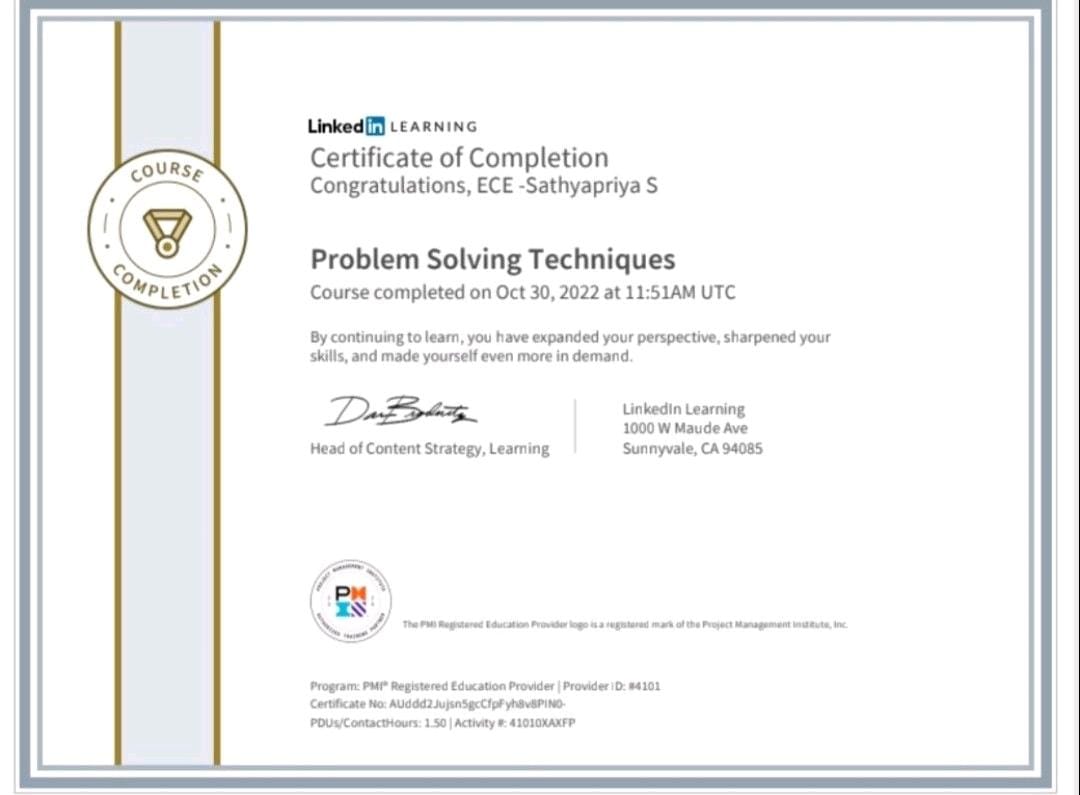 COURSE
COMPLETION
Linked in LEARNING
Certificate of Completion
Congratulations, ECE -Sathyapriya S
Problem Solving Techniques
Course completed on Oct 30, 2022 at 11:51AM UTC
By continuing to learn, you have expanded your perspective, sharpened your
skills, and made yourself even more in demand.
Head of Content Strategy, Learning
LinkedIn Learning
1000 W Maude Ave
Sunnyvale, CA 94085
PROJECT MANAGEMENT INSTITUTE
PMI
AUTHORIZED TRAINING PARTNER
The PMI Registered Education Provider logo is a registered mark of the Project Management Institute, Inc.
Program: PMI® Registered Education Provider | Provider ID: #4101
Certificate No: AUddd2Jujsn5gcCfpFyh8v8PIN0-
PDUs/ContactHours: 1.50 | Activity #: 41010XAXFP